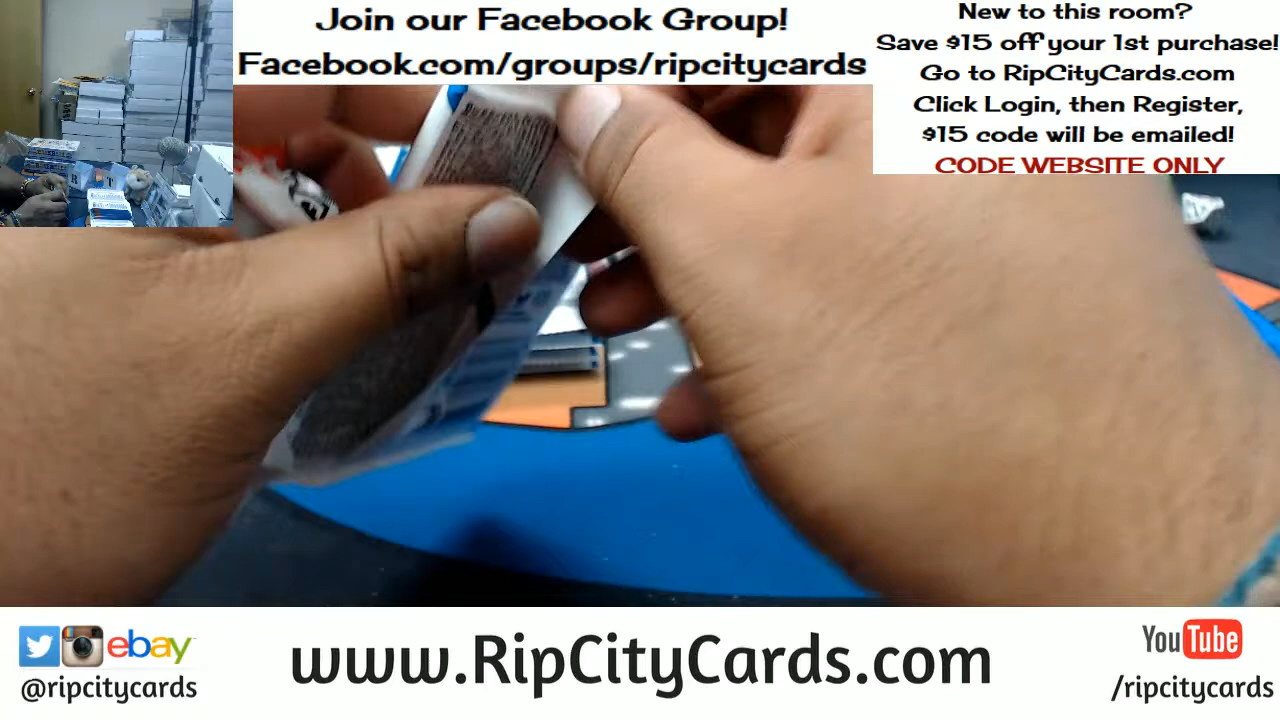 Join our Facebook Group!
Facebook.com/groups/ripcitycards
New to this room?
Save $15 off your 1st purchase!
Go to RipCityCards.com
Click Login, then Register,
$15 code will be emailed!
CODE WEBSITE ONLY
ebay
@ripcitycards
www.RipCityCards.com
YouTube
/ripcitycards